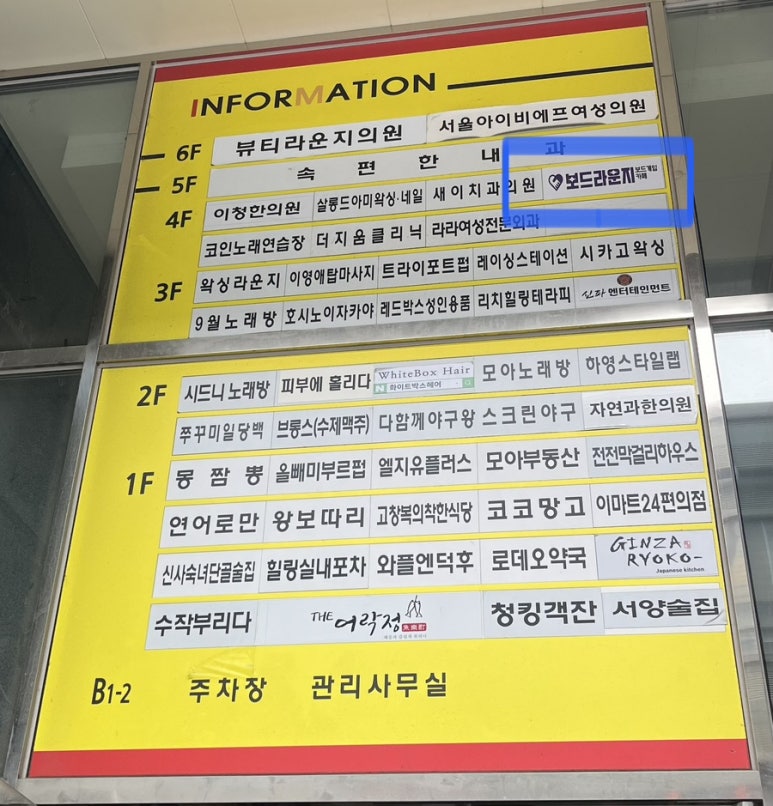 INFORMATION
6F 뷰티라운지의원 서울아이비에프여성의원
5F 속 편 한 내 과
4F 이청한의원 살롱드아미왁싱·네일 새이치과의원 보드라운지 보드게임카페
코인노래연습장 더지움클리닉 라라여성전문외과
3F 왁싱라운지 이영애탑마사지 트라이포트펍 레이싱스테이션 시카고왁싱
9월노래방 호시노이자카야 레드박스성인용품 리치힐링테라피 신파 엔터테인먼트
2F 시드니노래방 피부에 홀리다 WhiteBox Hair N 화이트박스헤어 모아노래방 하영스타일랩
쭈꾸미일당백 브롱스(수제맥주) 다함께야구왕 스크린야구 자연과한의원
1F 몽짬뽕 올빼미부르펍 엘지유플러스 모아부동산 전전막걸리하우스
연어로만 왕보따리 고창복의착한식당 코코망고 이마트24편의점
신사숙녀단골술집 힐링실내포차 와플엔덕후 로데오약국 GINZA RYOKO- Japanese kitchen
수작부리다 THE 어락정 청킹객잔 서양술집
B1-2 주차장 관리사무실